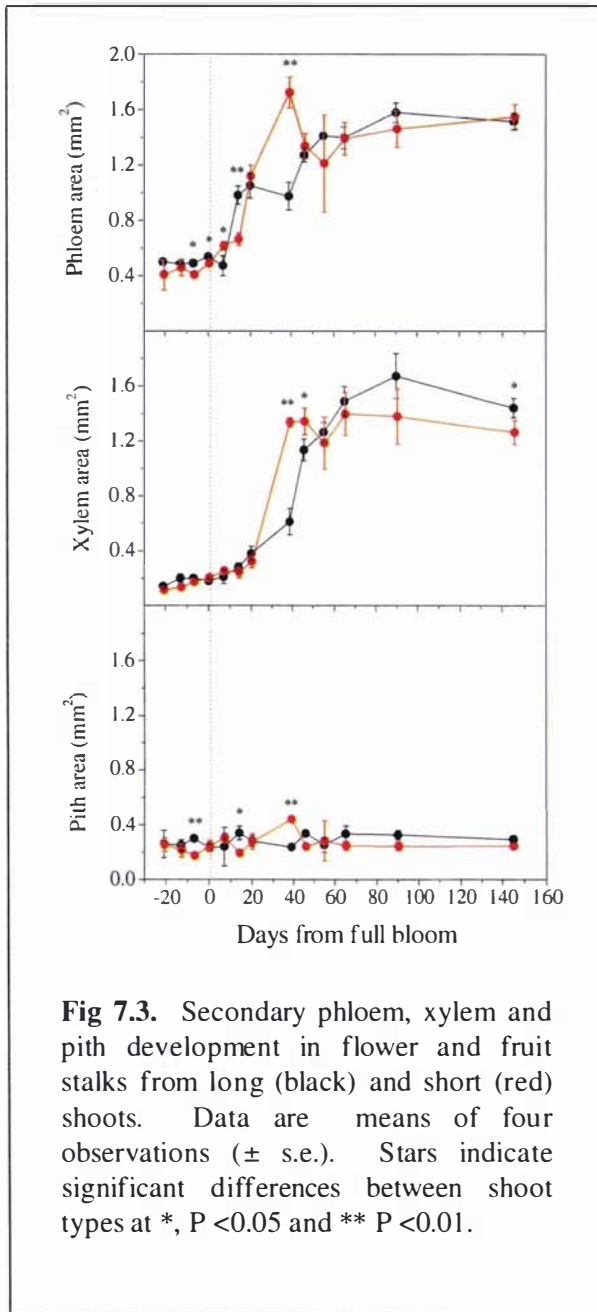 2.0
1.6
1.2
0.8
0.4
Phloem area (mm²)
**
**
*
*
*
1.6
1.2
0.8
0.4
Xylem area (mm²)
**
*
*
1.6
1.2
0.8
0.4
0.0
Pith area (mm²)
**
*
**
-20 0 20 40 60 80 100 120 140 160
Days from full bloom
Fig 7.3. Secondary phloem, xylem and
pith development in flower and fruit
stalks from long (black) and short (red)
shoots. Data are means of four
observations (± s.e.). Stars indicate
significant differences between shoot
types at *, P <0.05 and ** P <0.01.